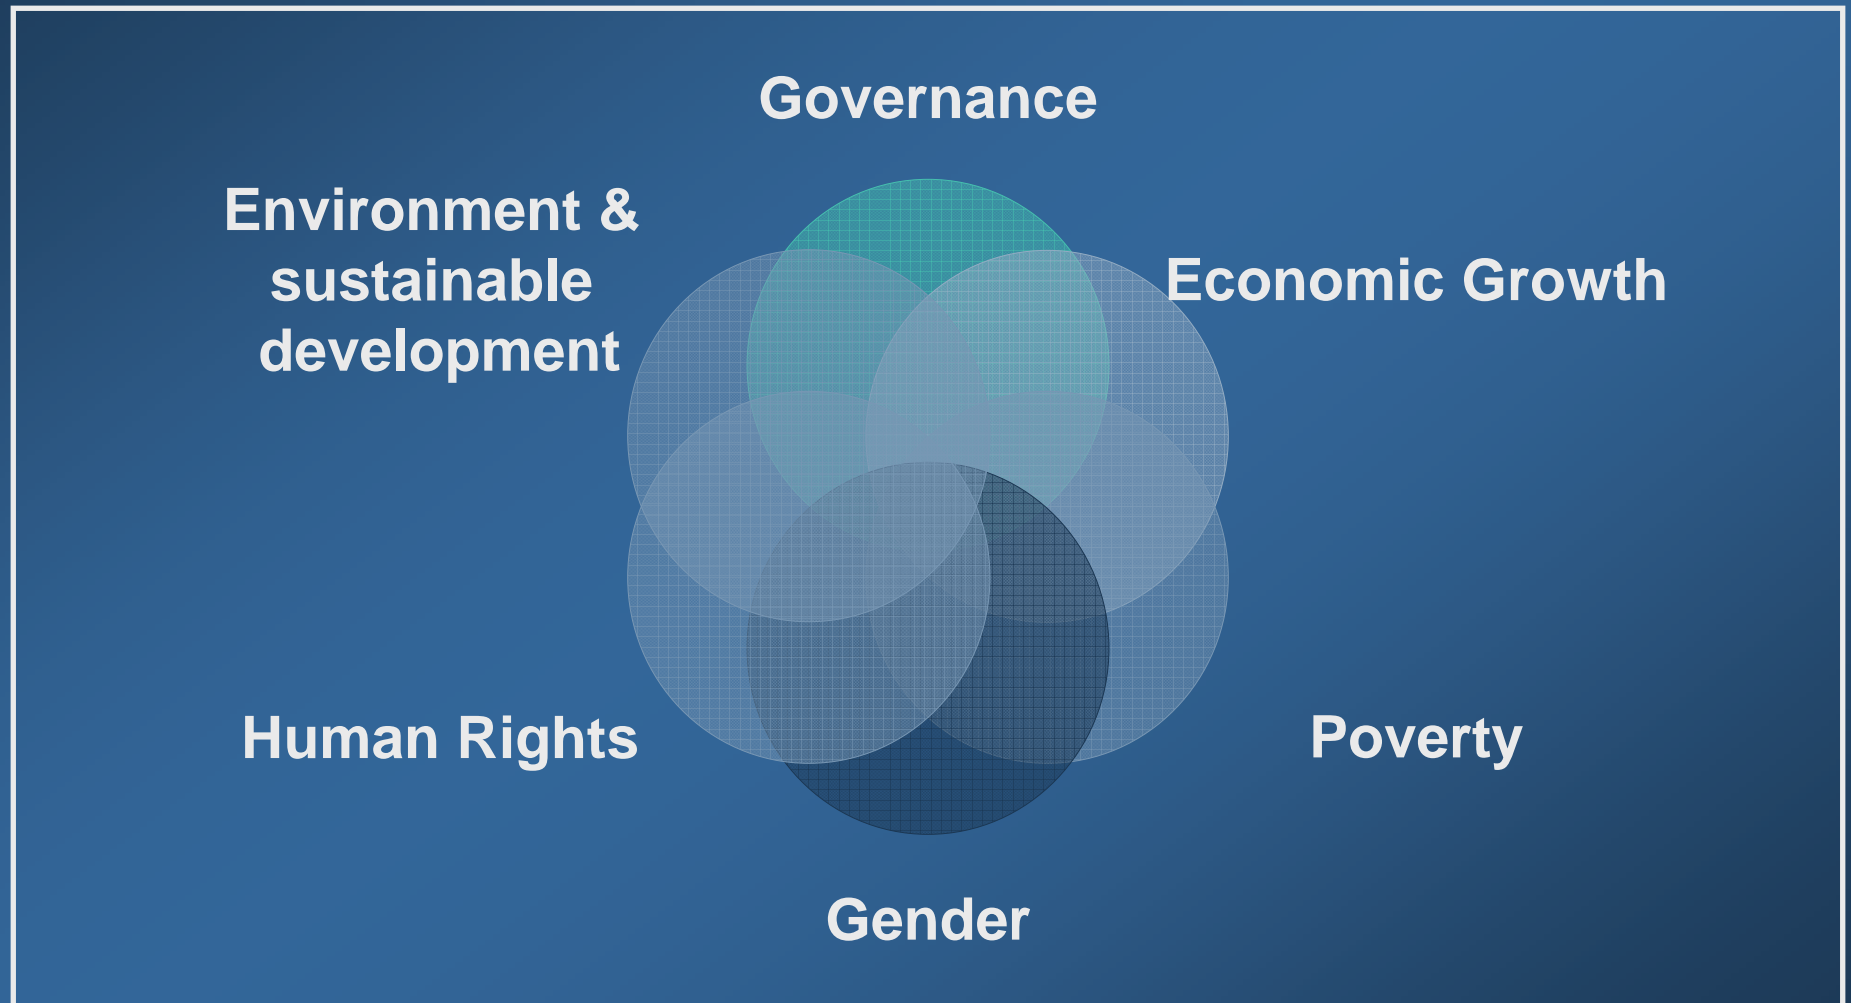 Governance
Environment &
sustainable
development
Economic Growth
Human Rights
Poverty
Gender